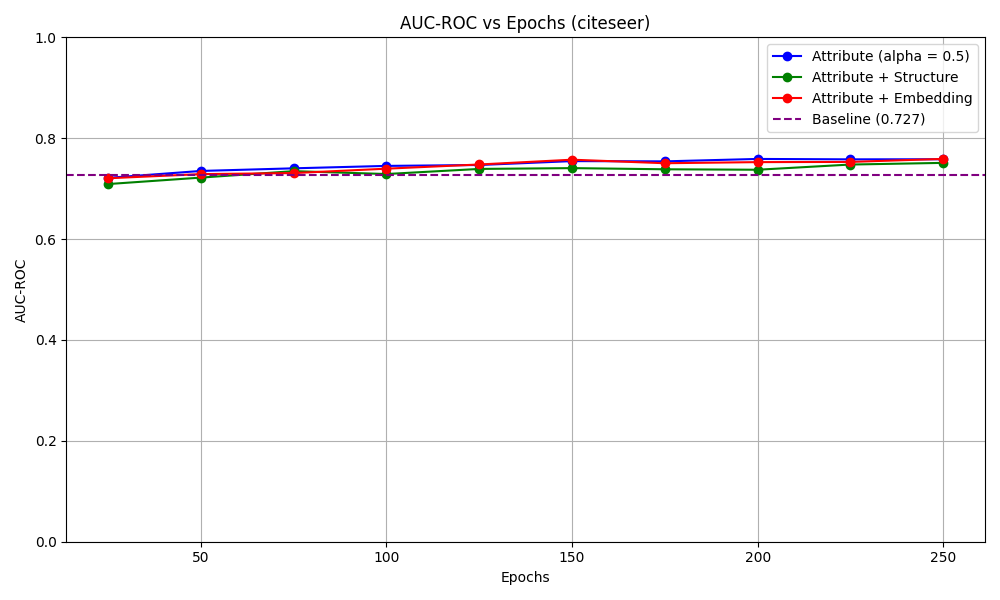 AUC-ROC vs Epochs (citeseer)
Attribute (alpha = 0.5)
Attribute + Structure
Attribute + Embedding
Baseline (0.727)
AUC-ROC
1.0
0.8
0.6
0.4
0.2
0.0
50 100 150 200 250
Epochs